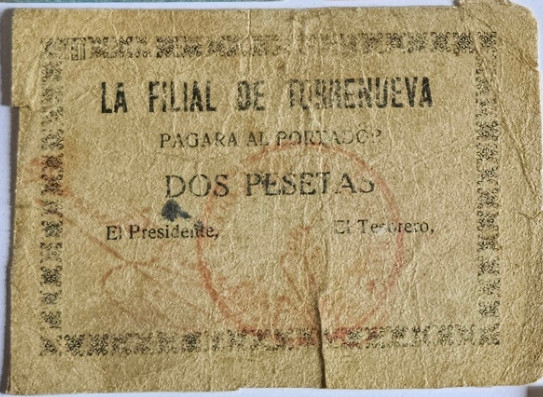 LA FILIAL DE TORRENUEVA
PAGARA AL PORTADOR
DOS PESETAS
El Presidente, El Tesorero,